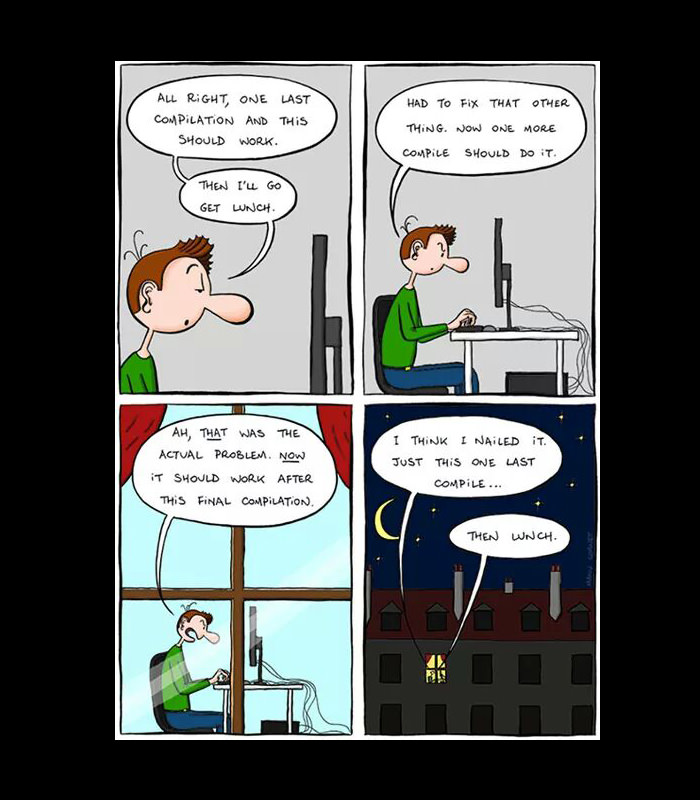 ALL RIGHT, ONE LAST
COMPILATION AND THIS
SHOULD WORK.
THEN I'LL GO
GET LUNCH.
HAD TO FIX THAT OTHER
THING. NOW ONE MORE
COMPILE SHOULD DO IT.
AH, THAT WAS THE
ACTUAL PROBLEM. NOW
IT SHOULD WORK AFTER
THIS FINAL COMPILATION.
I THINK I NAILED IT.
JUST THIS ONE LAST
COMPILE...
THEN LUNCH.